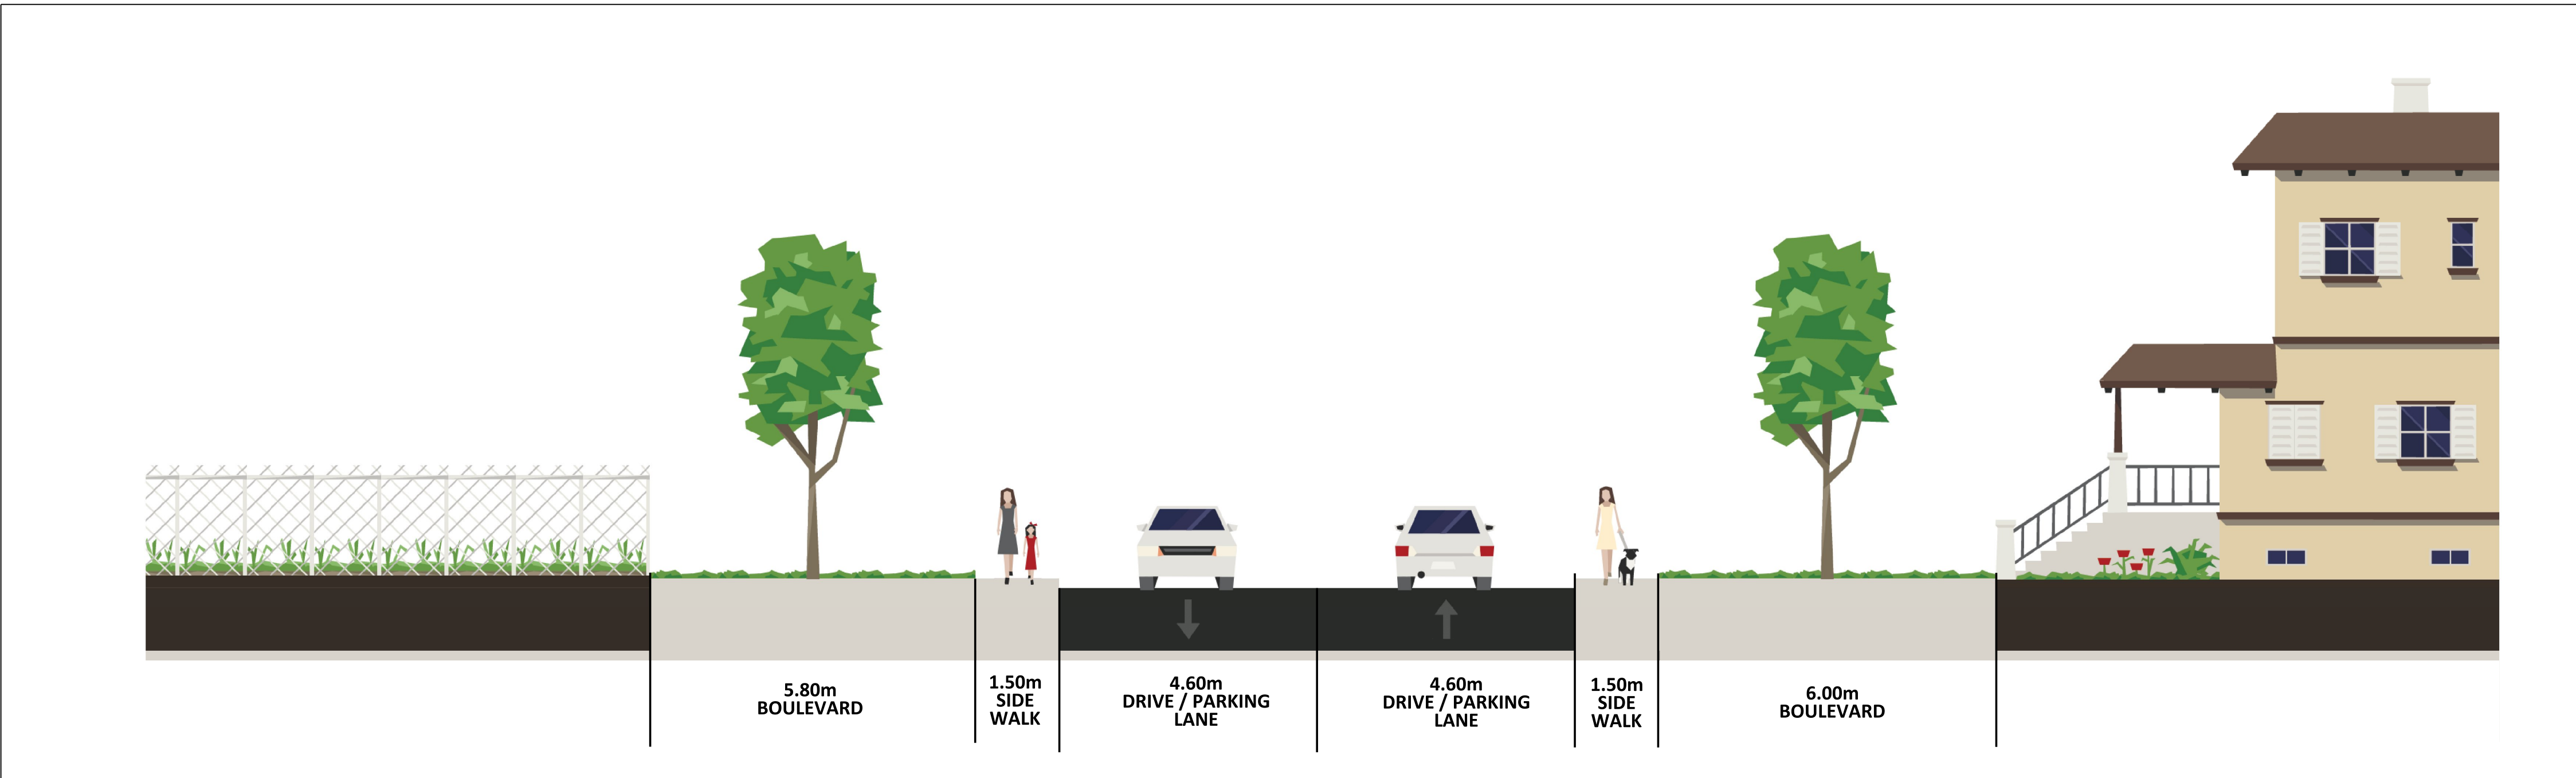 5.80m
BOULEVARD
1.50m
SIDE
WALK
4.60m
DRIVE / PARKING
LANE
4.60m
DRIVE / PARKING
LANE
1.50m
SIDE
WALK
6.00m
BOULEVARD